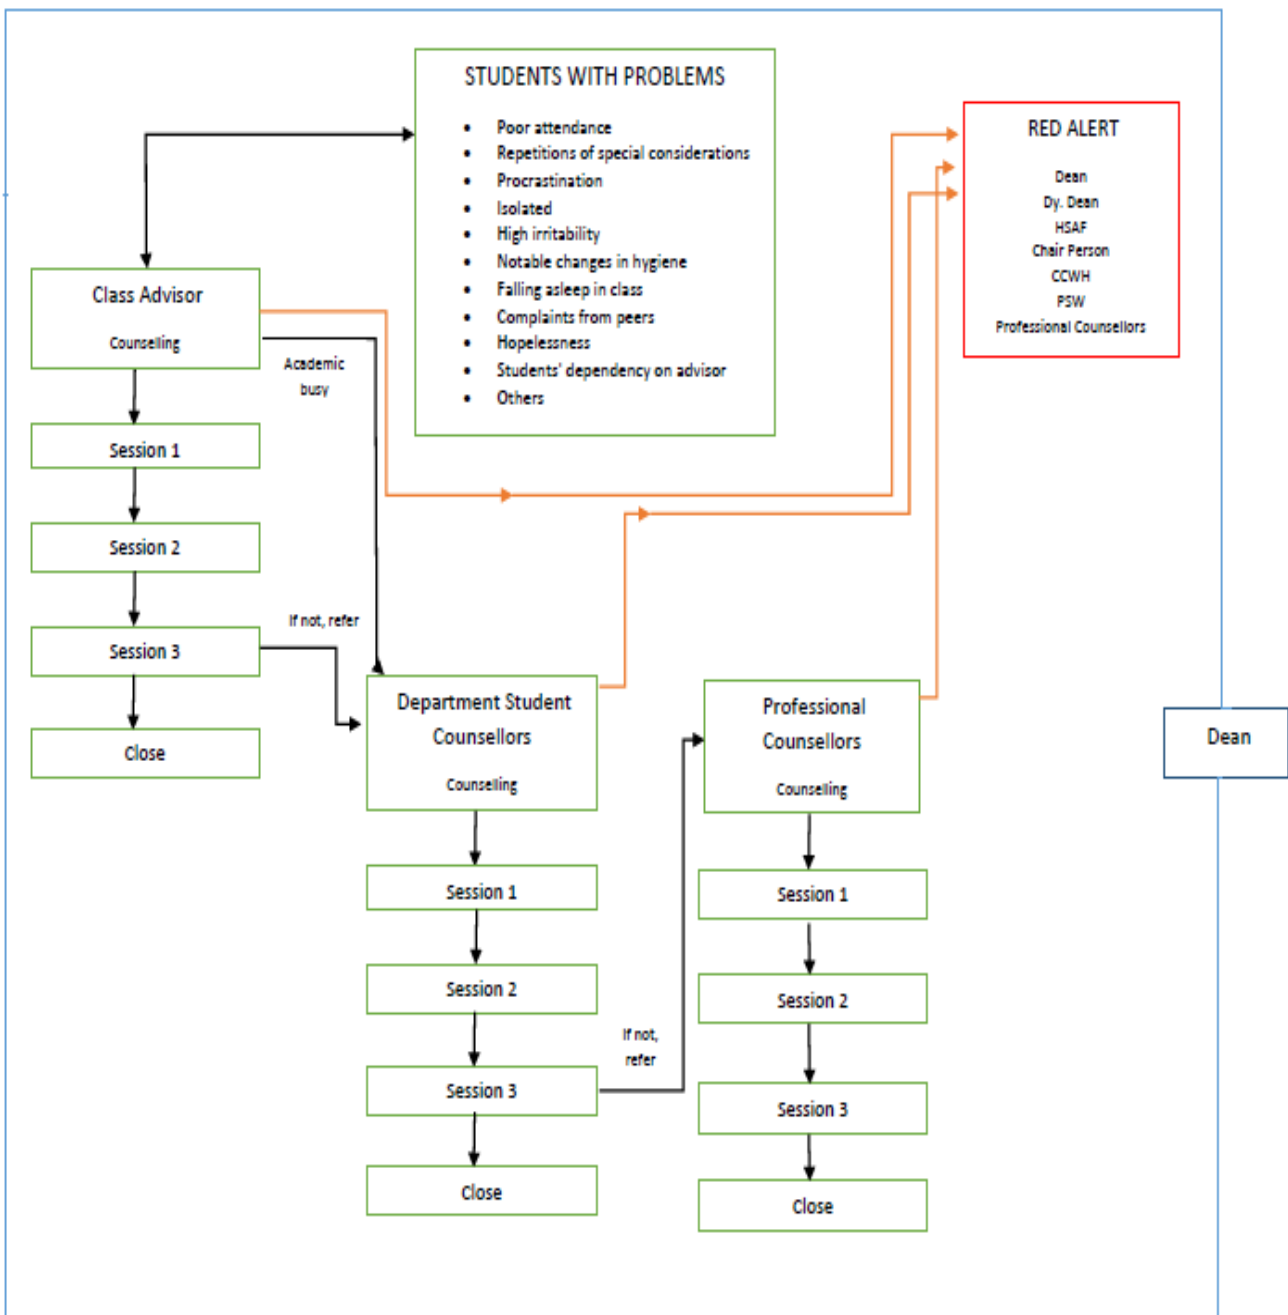 STUDENTS WITH PROBLEMS
• Poor attendance
• Repetitions of special considerations
• Procrastination
• Isolated
• High irritability
• Notable changes in hygiene
• Falling asleep in class
• Complaints from peers
• Hopelessness
• Students' dependency on advisor
• Others
RED ALERT
Dean
Dy. Dean
HSAF
Chair Person
CCWH
PSW
Professional Counsellors
Class Advisor
Counselling
Academic
busy
Session 1
Session 2
Session 3
If not, refer
Close
Department Student
Counsellors
Counselling
Session 1
Session 2
Session 3
If not,
refer
Close
Professional
Counsellors
Counselling
Session 1
Session 2
Session 3
Close
Dean